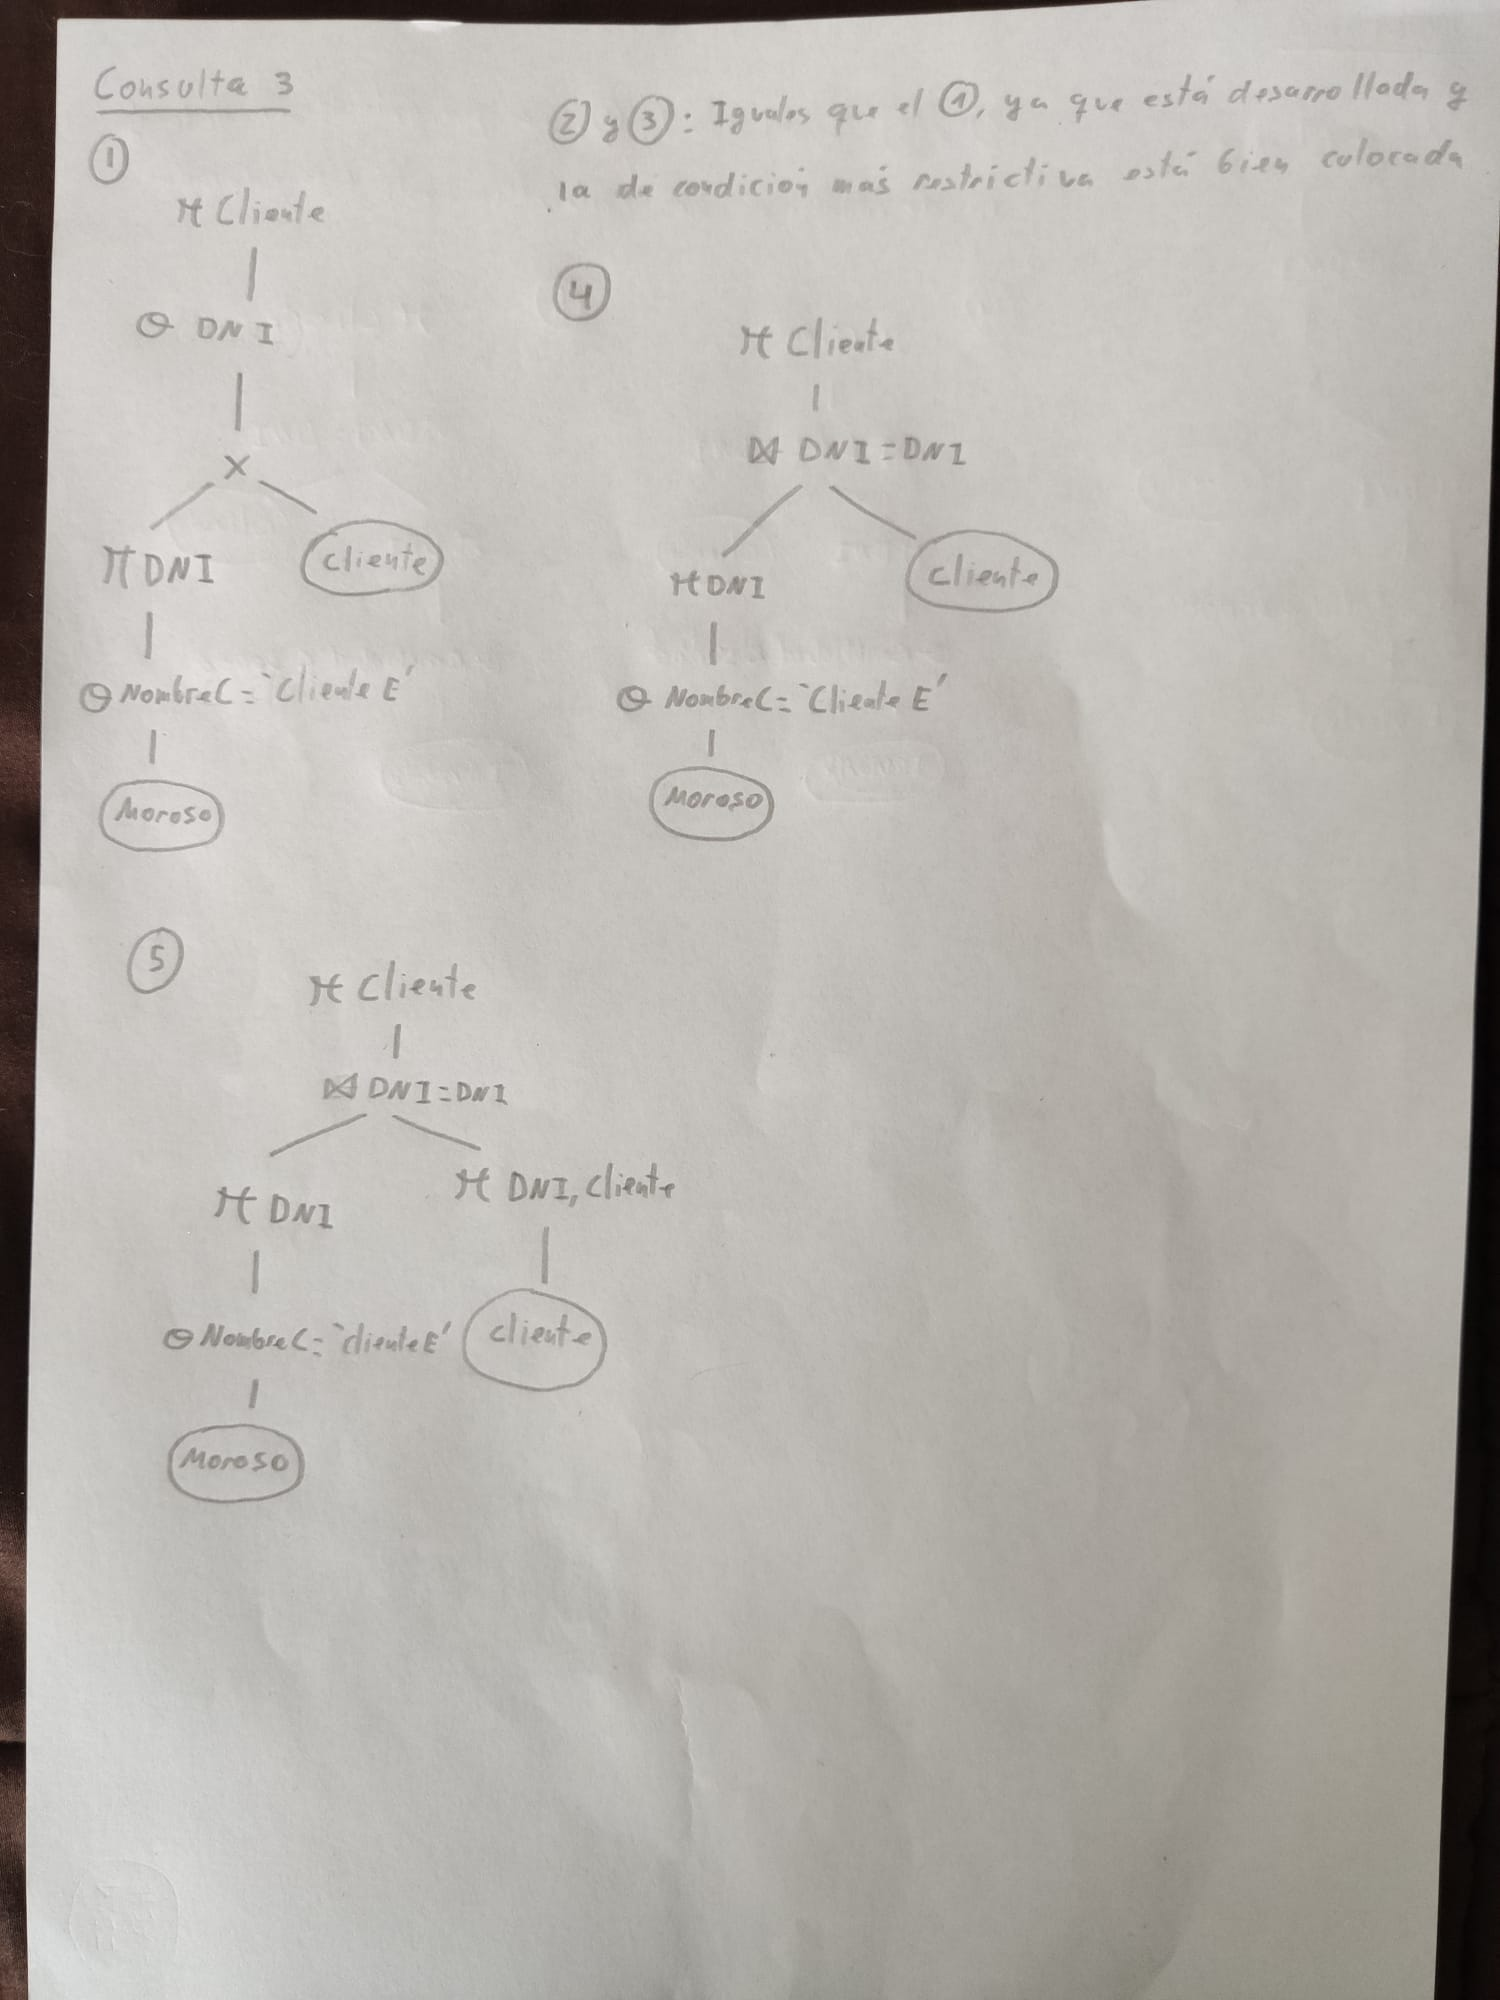 Consulta 3
② y ③: Iguales que el ①, ya que está desarrollada y
la de condición más restrictiva está bien colocada
①
π Cliente
Θ DNI
X
π DNI
Cliente
Θ NombreC = `Cliente E'
Moroso
④
π Cliente
⋈ DNI = DNI
π DNI
Cliente
Θ NombreC = `Cliente E'
Moroso
⑤
π Cliente
⋈ DNI = DNI
π DNI
π DNI, Cliente
Θ NombreC = `cliente E'
cliente
Moroso